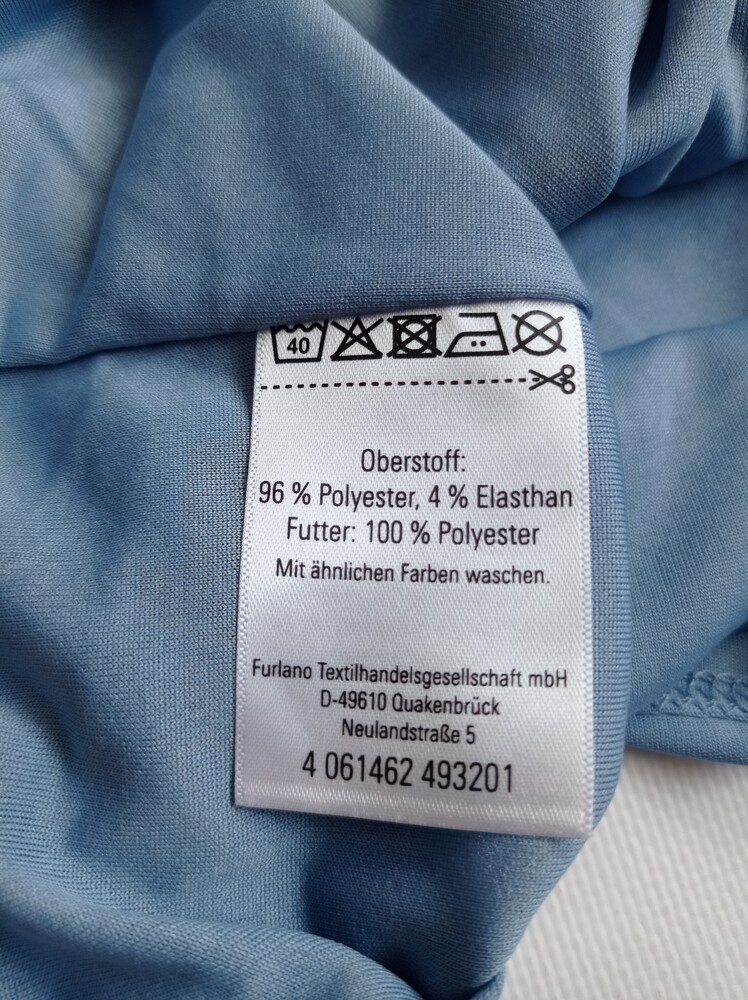 40
Oberstoff:
96 % Polyester, 4 % Elasthan
Futter: 100 % Polyester
Mit ähnlichen Farben waschen.
Furlano Textilhandelsgesellschaft mbH
D-49610 Quakenbrück
Neulandstraße 5
4 061462 493201